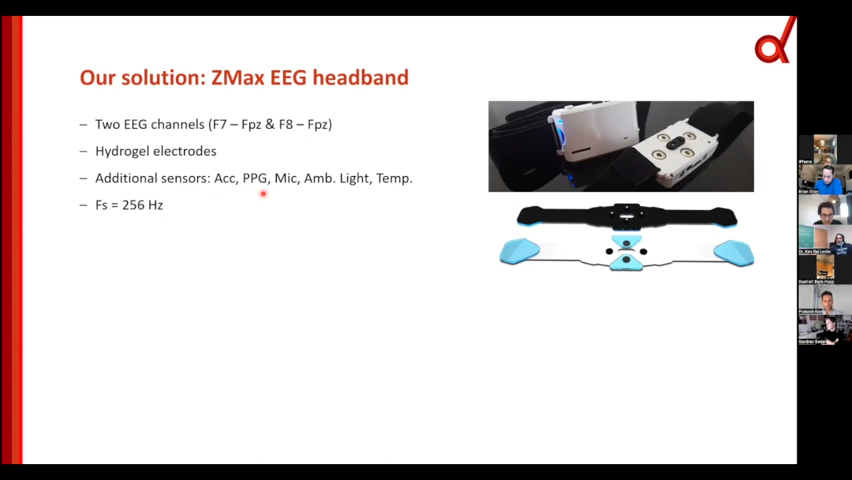 Our solution: ZMax EEG headband
– Two EEG channels (F7 – Fpz & F8 – Fpz)
– Hydrogel electrodes
– Additional sensors: Acc, PPG, Mic, Amb. Light, Temp.
– Fs = 256 Hz
iPhone